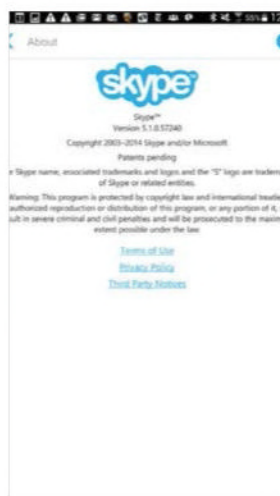 55% 12
About
skype
Skype™
Version 5.1.0.57240
Copyright 2003-2014 Skype and/or Microsoft
Patents pending
e Skype name, associated trademarks and logos and the "S" logo are tradem
of Skype or related entities.
Warning: This program is protected by copyright law and international treatie
authorized reproduction or distribution of this program, or any portion of it,
ult in severe criminal and civil penalties and will be prosecuted to the maxim
extent possible under the law
Terms of Use
Privacy Policy
Third Party Notices